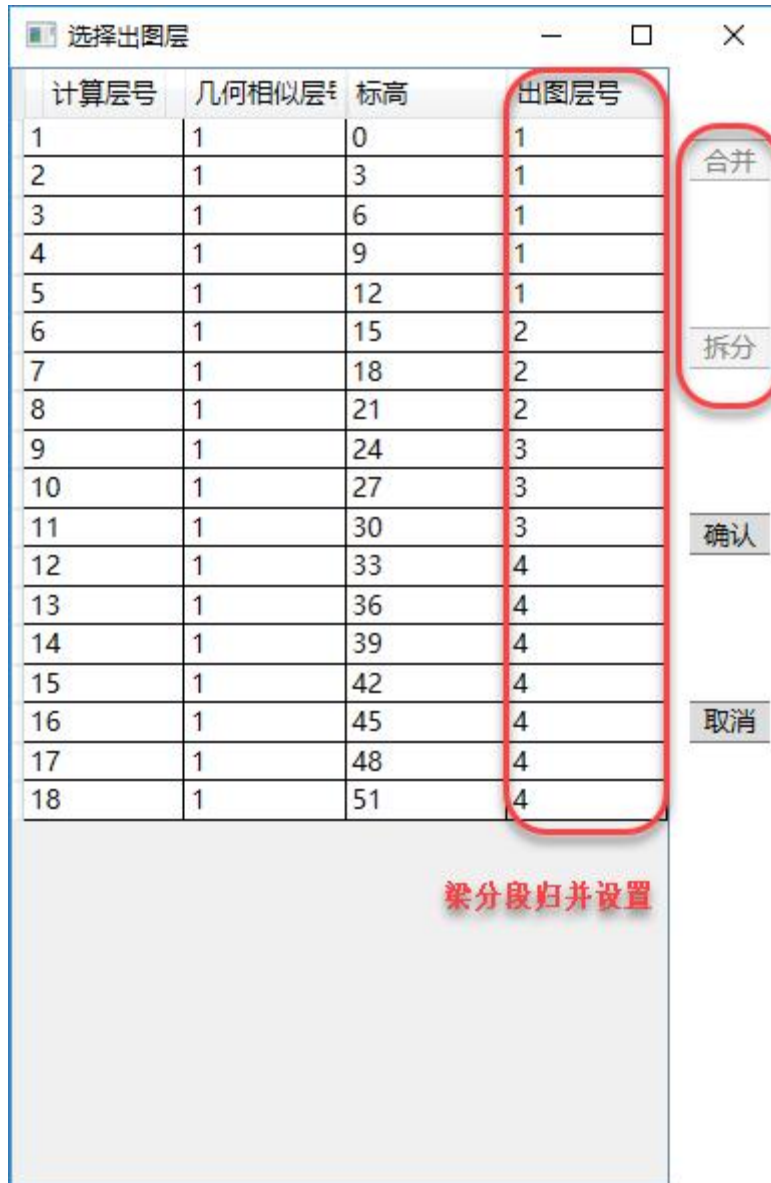 选择出图层
计算层号 几何相似层号 标高 出图层号
1 1 0 1
2 1 3 1
3 1 6 1
4 1 9 1
5 1 12 1
6 1 15 2
7 1 18 2
8 1 21 2
9 1 24 3
10 1 27 3
11 1 30 3
12 1 33 4
13 1 36 4
14 1 39 4
15 1 42 4
16 1 45 4
17 1 48 4
18 1 51 4
合并
拆分
确认
取消
梁分段归并设置